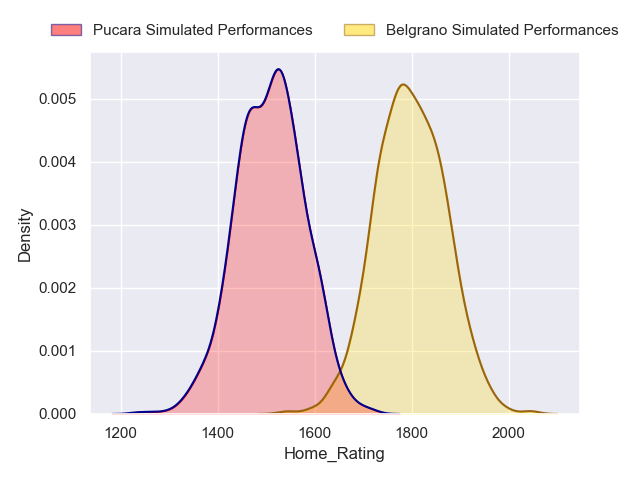 Pucara Simulated Performances Belgrano Simulated Performances
0.005
0.004
0.003
0.002
0.001
0.000
Density
1200 1400 1600 1800 2000
Home_Rating